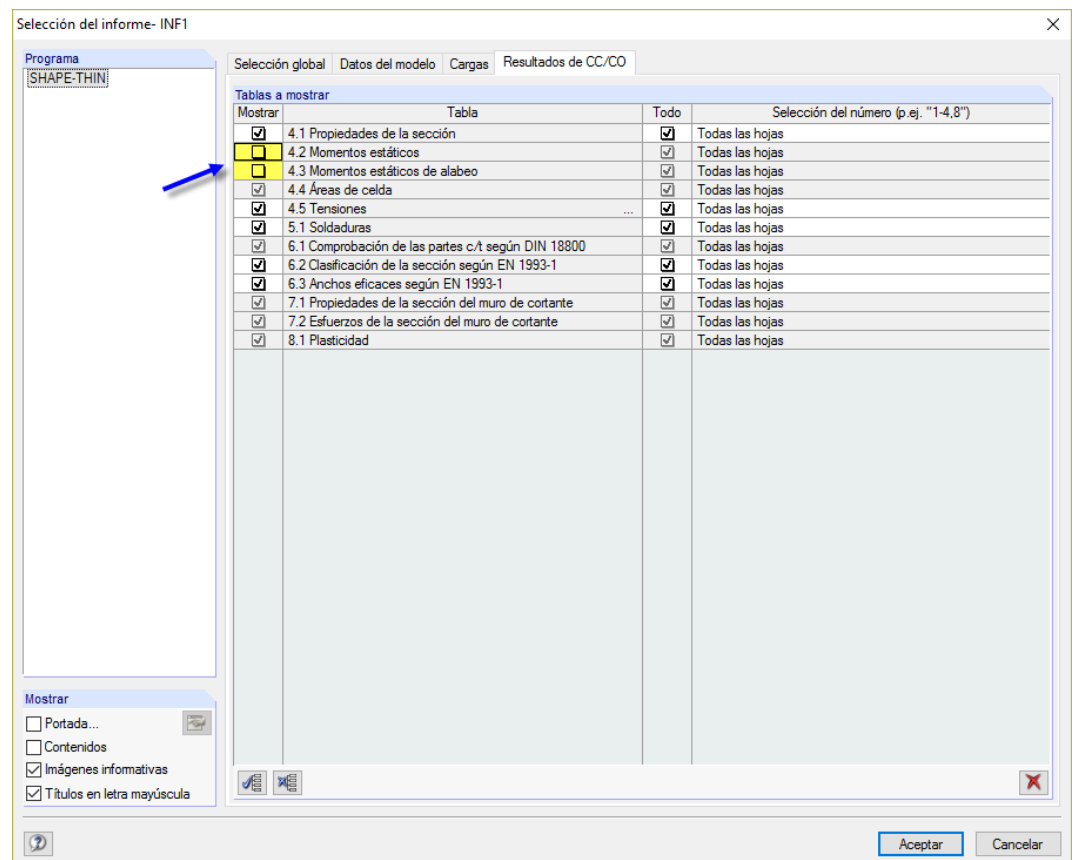 Selección del informe- INF1
Programa
SHAPE-THIN
Selección global Datos del modelo Cargas Resultados de CC/CO
Tablas a mostrar
Mostrar Tabla Todo Selección del número (p.ej. "1-4,8")
4.1 Propiedades de la sección Todas las hojas
4.2 Momentos estáticos Todas las hojas
4.3 Momentos estáticos de alabeo Todas las hojas
4.4 Áreas de celda Todas las hojas
4.5 Tensiones ... Todas las hojas
5.1 Soldaduras Todas las hojas
6.1 Comprobación de las partes c/t según DIN 18800 Todas las hojas
6.2 Clasificación de la sección según EN 1993-1 Todas las hojas
6.3 Anchos eficaces según EN 1993-1 Todas las hojas
7.1 Propiedades de la sección del muro de cortante Todas las hojas
7.2 Esfuerzos de la sección del muro de cortante Todas las hojas
8.1 Plasticidad Todas las hojas
Mostrar
Portada...
Contenidos
Imágenes informativas
Títulos en letra mayúscula
Aceptar Cancelar